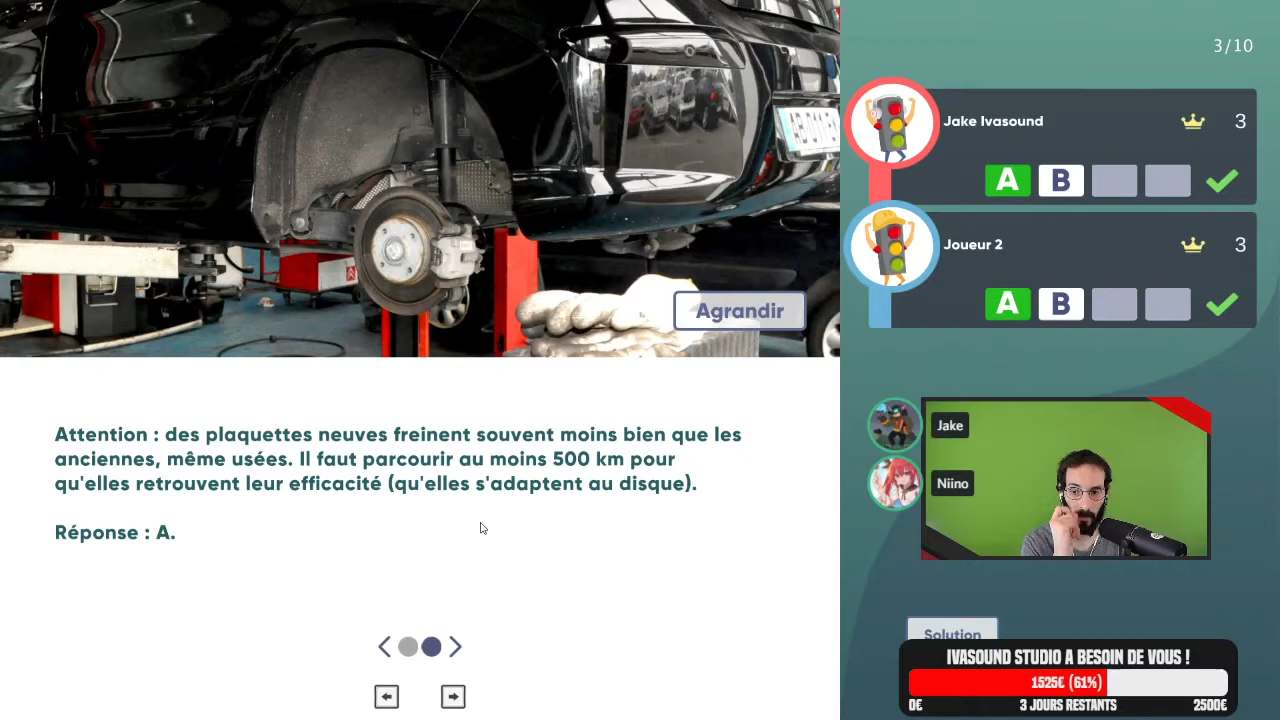 3/10
Jake Ivasound
3
A
B
Joueur 2
3
A
B
Agrandir
Attention : des plaquettes neuves freinent souvent moins bien que les
anciennes, même usées. Il faut parcourir au moins 500 km pour
qu'elles retrouvent leur efficacité (qu'elles s'adaptent au disque).
Réponse : A.
Jake
Niino
Solution
IVASOUND STUDIO A BESOIN DE VOUS !
1525€ (61%)
0€
3 JOURS RESTANTS
2500€